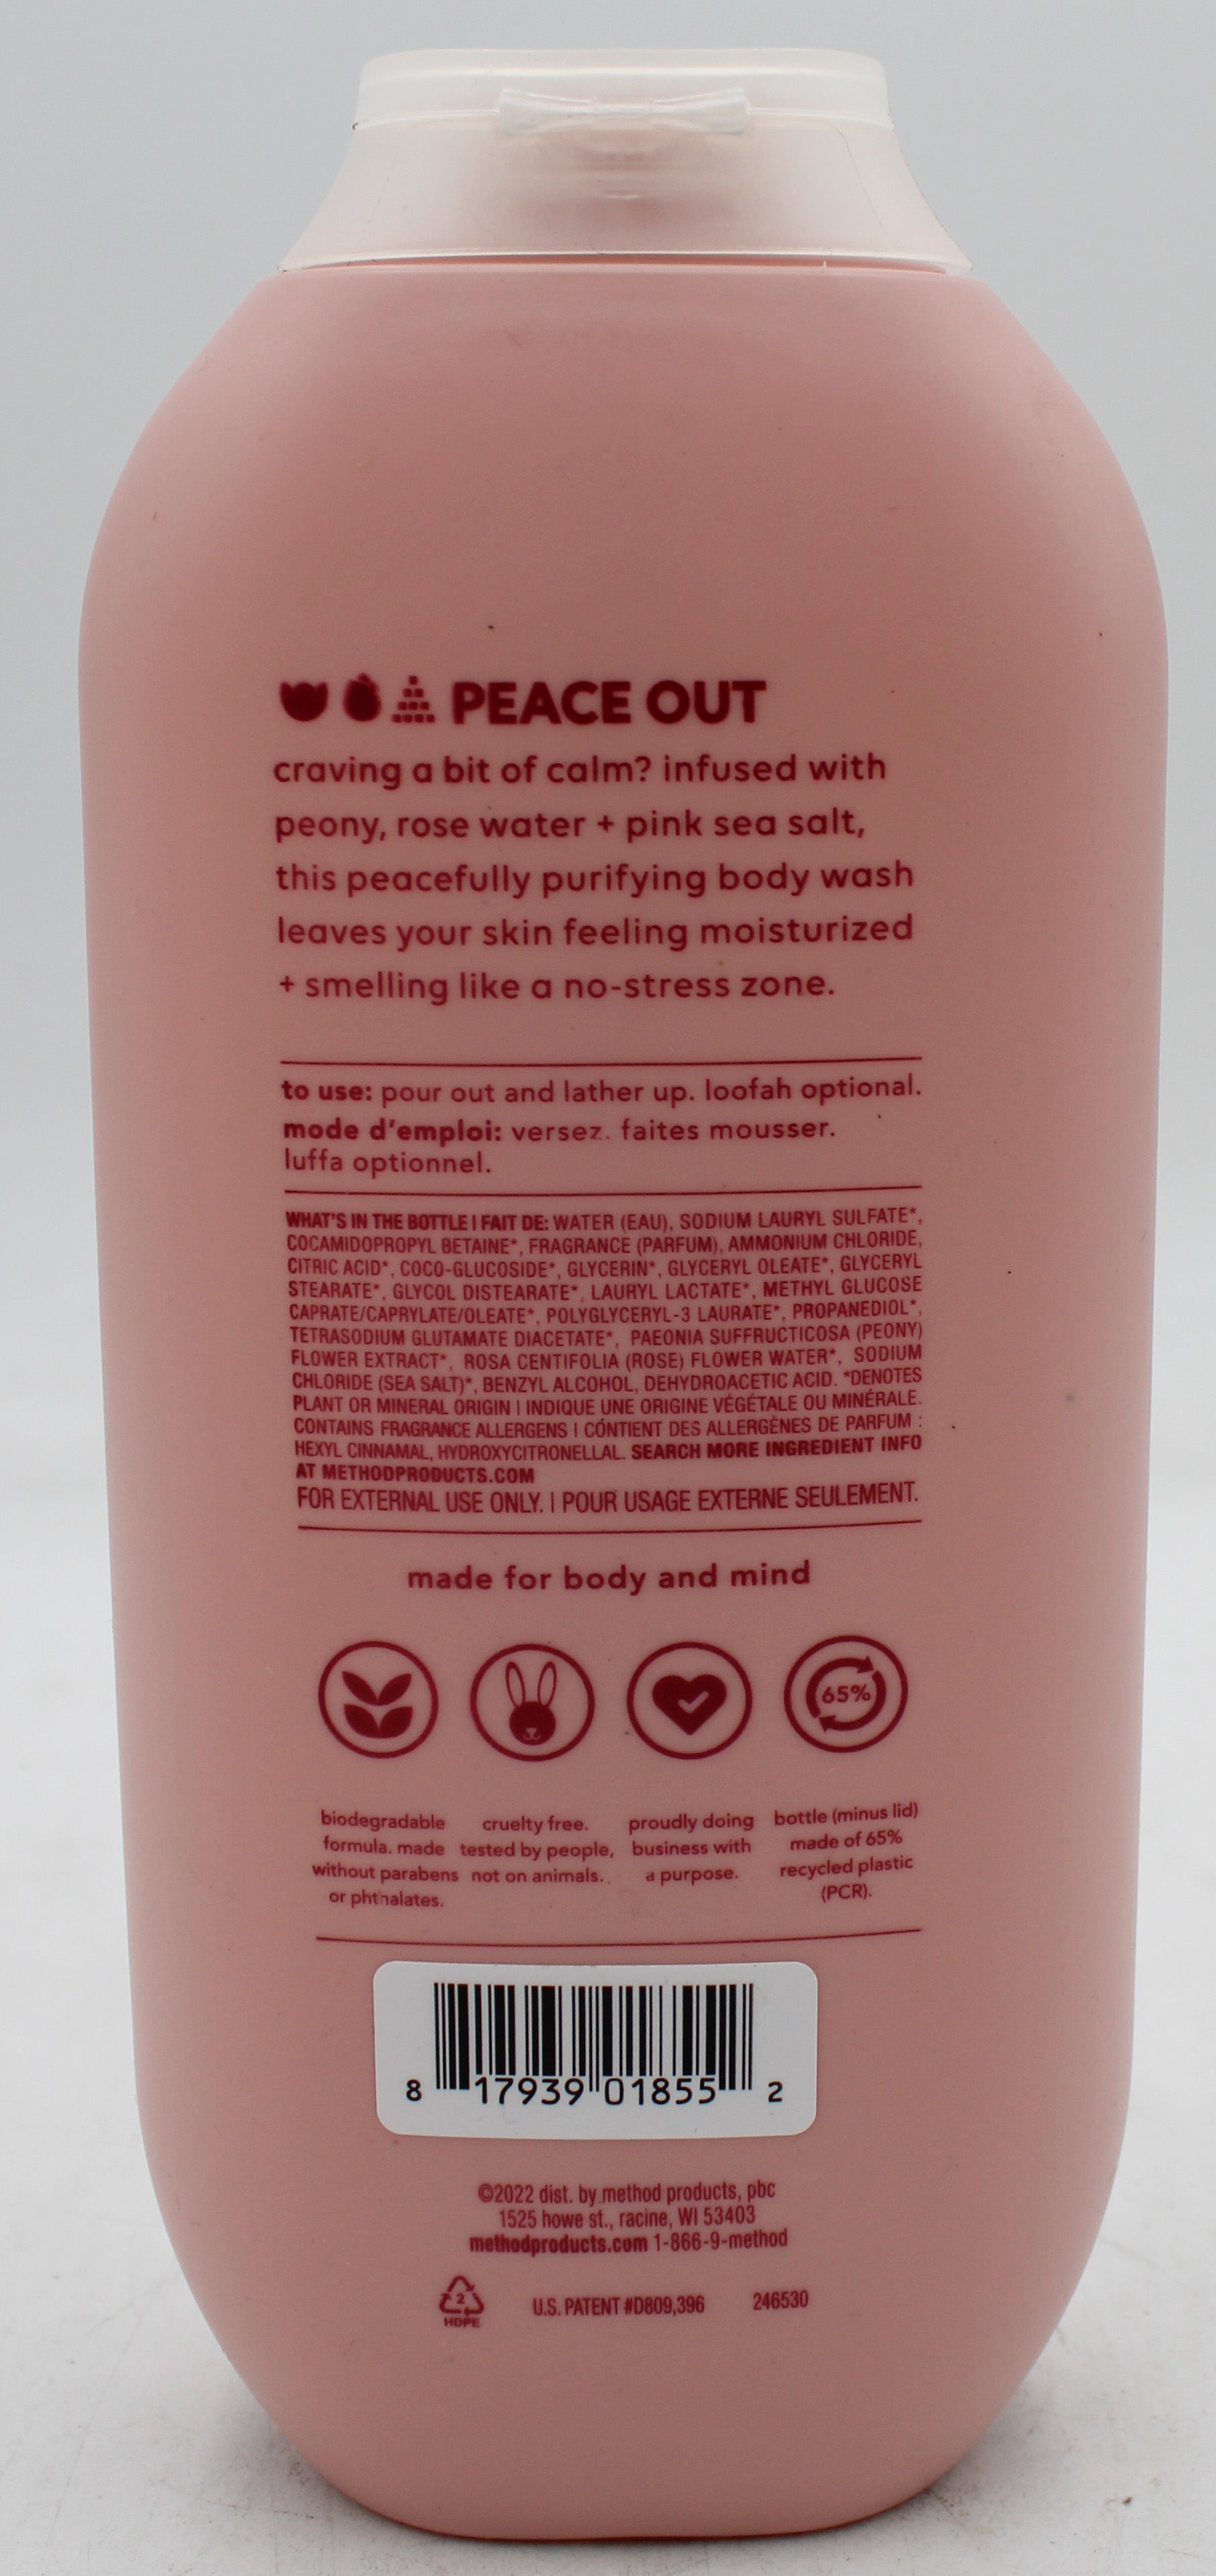 PEACE OUT
craving a bit of calm? infused with
peony, rose water + pink sea salt,
this peacefully purifying body wash
leaves your skin feeling moisturized
+ smelling like a no-stress zone.
to use: pour out and lather up. loofah optional.
mode d'emploi: versez. faites mousser.
luffa optionnel.
WHAT'S IN THE BOTTLE | FAIT DE: WATER (EAU), SODIUM LAURYL SULFATE*,
COCAMIDOPROPYL BETAINE*, FRAGRANCE (PARFUM), AMMONIUM CHLORIDE,
CITRIC ACID*, COCO-GLUCOSIDE*, GLYCERIN*, GLYCERYL OLEATE*, GLYCERYL
STEARATE*, GLYCOL DISTEARATE*, LAURYL LACTATE*, METHYL GLUCOSE
CAPRATE/CAPRYLATE/OLEATE*, POLYGLYCERYL-3 LAURATE*, PROPANEDIOL*,
TETRASODIUM GLUTAMATE DIACETATE*, PAEONIA SUFFRUCTICOSA (PEONY)
FLOWER EXTRACT*, ROSA CENTIFOLIA (ROSE) FLOWER WATER*, SODIUM
CHLORIDE (SEA SALT)*, BENZYL ALCOHOL, DEHYDROACETIC ACID. *DENOTES
PLANT OR MINERAL ORIGIN | INDIQUE UNE ORIGINE VÉGÉTALE OU MINÉRALE.
CONTAINS FRAGRANCE ALLERGENS | CONTIENT DES ALLERGÈNES DE PARFUM :
HEXYL CINNAMAL, HYDROXYCITRONELLAL. SEARCH MORE INGREDIENT INFO
AT METHODPRODUCTS.COM
FOR EXTERNAL USE ONLY. | POUR USAGE EXTERNE SEULEMENT.
made for body and mind
65%
biodegradable
formula. made
without parabens
or phthalates.
cruelty free.
tested by people,
not on animals.
proudly doing
business with
a purpose.
bottle (minus lid)
made of 65%
recycled plastic
(PCR).
8 17939 01855 2
©2022 dist. by method products, pbc
1525 howe st., racine, WI 53403
methodproducts.com 1-866-9-method
2
HDPE
U.S. PATENT #D809,396 246530